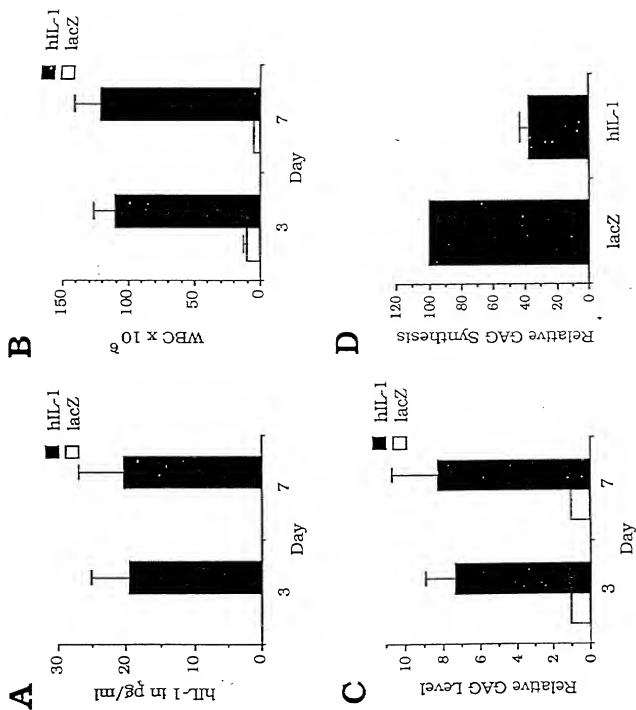 A
hIL-1
lacZ
hIL-1 in pg/ml
30
20
10
0
3
7
Day
B
hIL-1
lacZ
WBC x 10⁶
150
100
50
0
3
7
Day
C
hIL-1
lacZ
Relative GAG Level
10
8
6
4
2
0
3
7
Day
D
Relative GAG Synthesis
120
100
80
60
40
20
0
lacZ
hIL-1